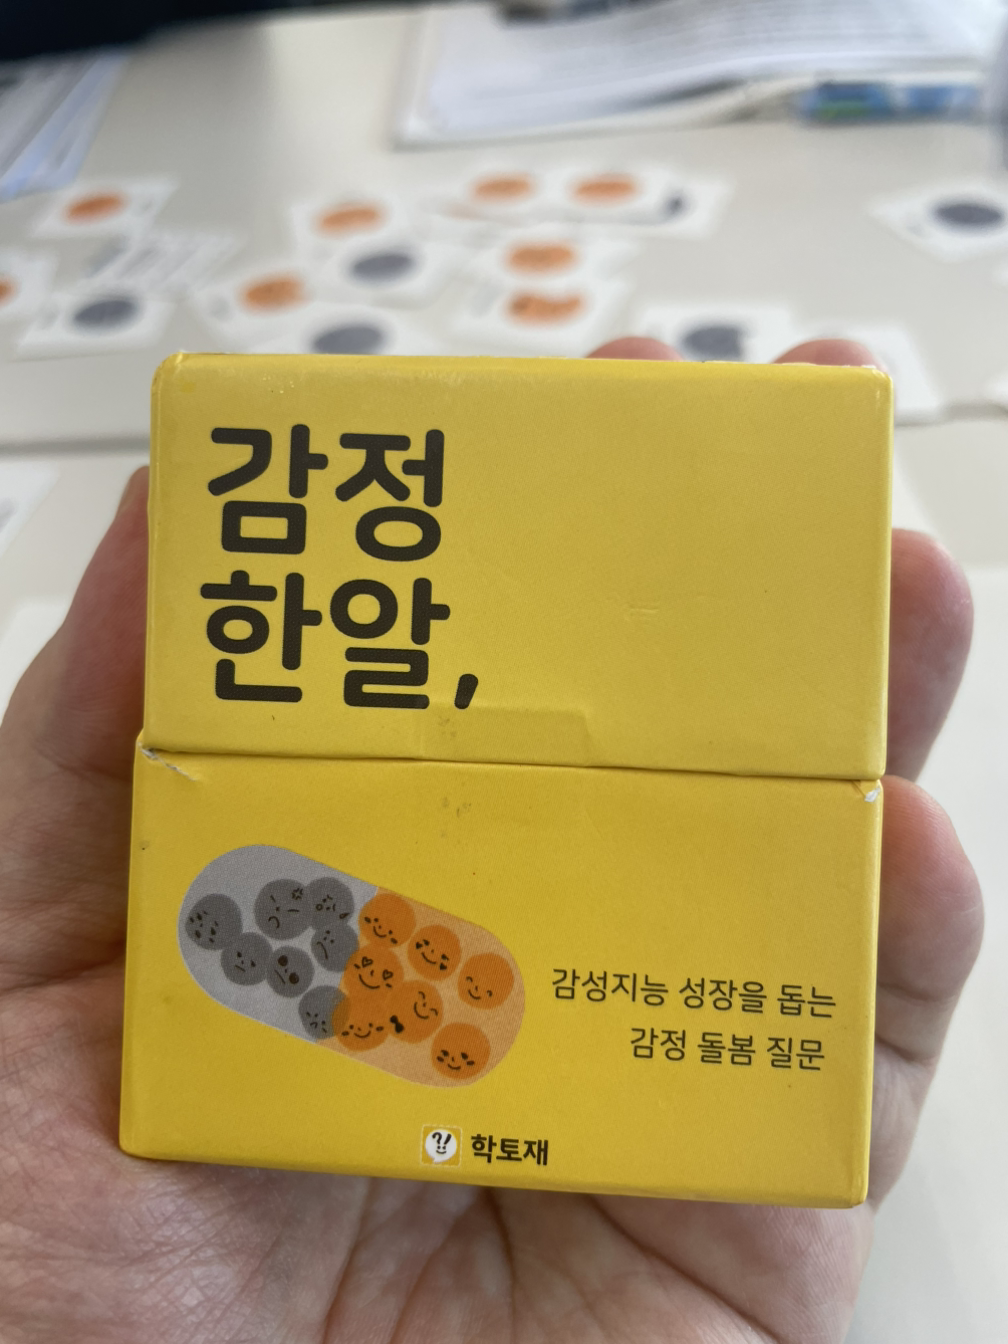 감정
한알,
감성지능 성장을 돕는
감정 돌봄 질문
?!
학토재